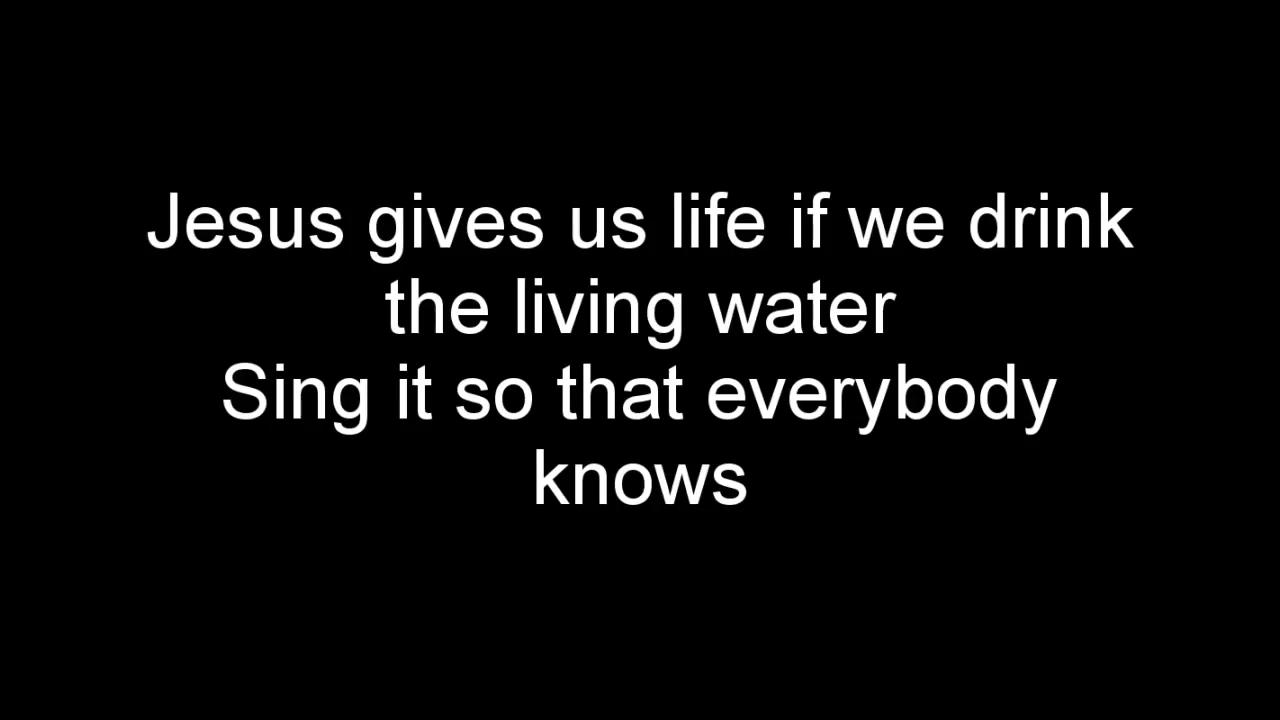 Jesus gives us life if we drink
the living water
Sing it so that everybody
knows